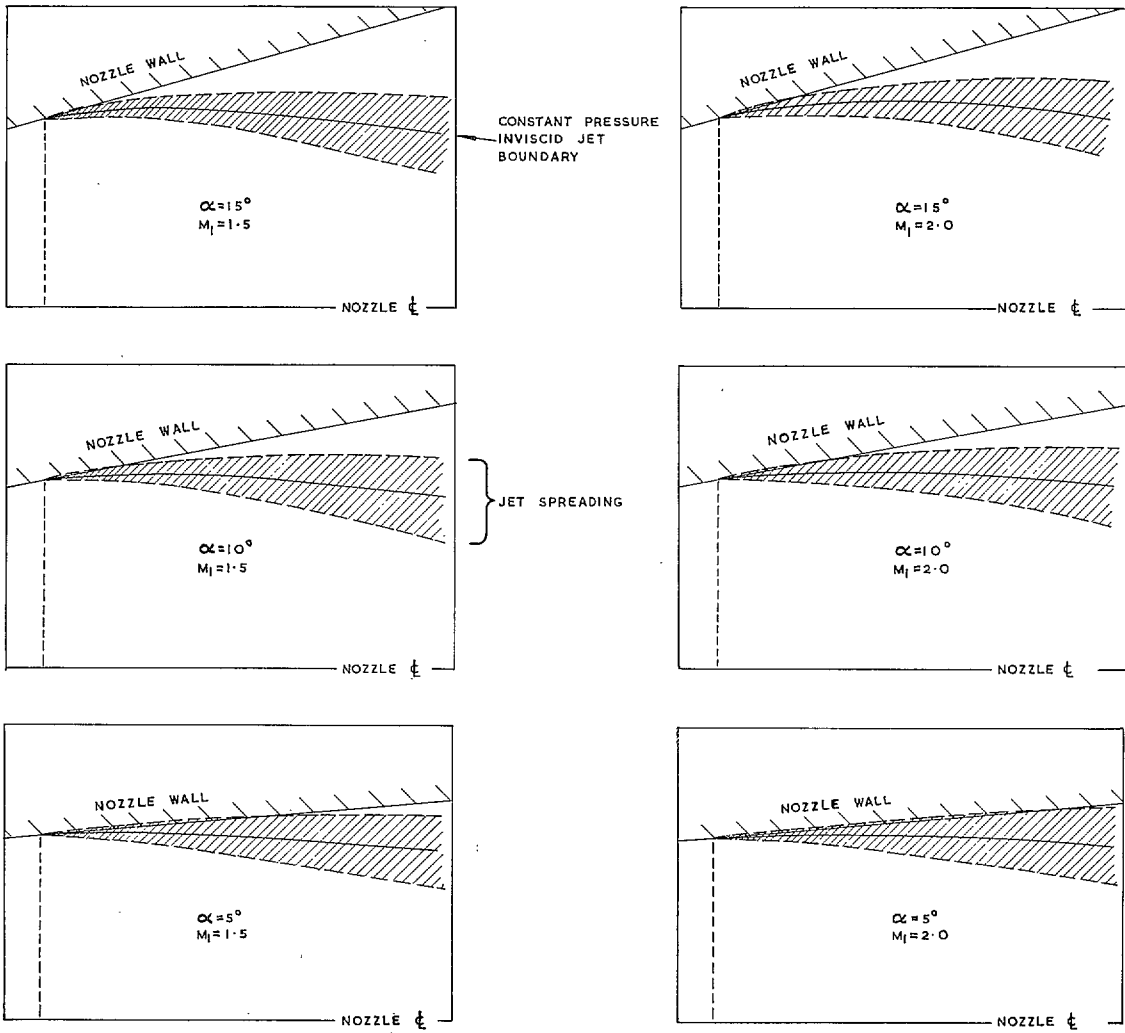 NOZZLE WALL
CONSTANT PRESSURE
INVISCID JET
BOUNDARY
α=15°
M1=1·5
NOZZLE ℄
NOZZLE WALL
α=15°
M1=2·0
NOZZLE ℄
NOZZLE WALL
JET SPREADING
α=10°
M1=1·5
NOZZLE ℄
NOZZLE WALL
α=10°
M1=2·0
NOZZLE ℄
NOZZLE WALL
α=5°
M1=1·5
NOZZLE ℄
NOZZLE WALL
α=5°
M1=2·0
NOZZLE ℄